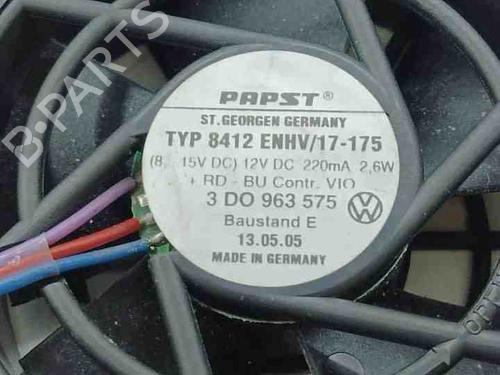 PAPST®
ST.GEORGEN GERMANY
TYP 8412 ENHV/17-175
(8... 15V DC) 12V DC 220mA 2,6W
+ RD - BU Contr. VIO
3 DO 963 575
Baustand E
13.05.05
MADE IN GERMANY
B-PARTS